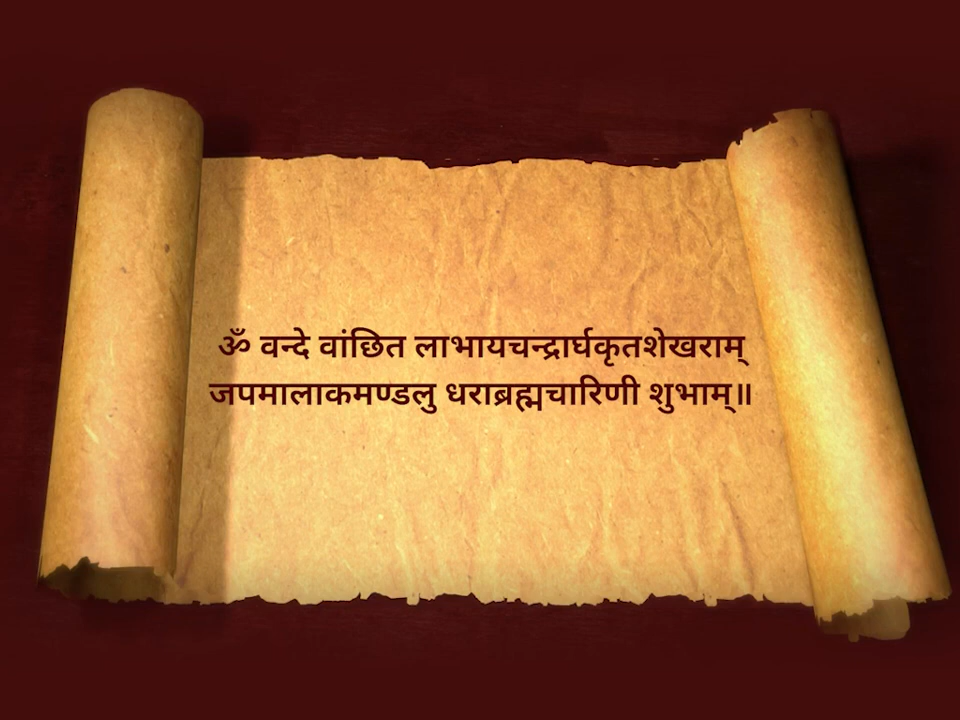 ॐ वन्दे वांछित लाभायचन्द्रार्घकृतशेखराम्
जपमालाकमण्डलु धराब्रह्मचारिणी शुभाम्॥